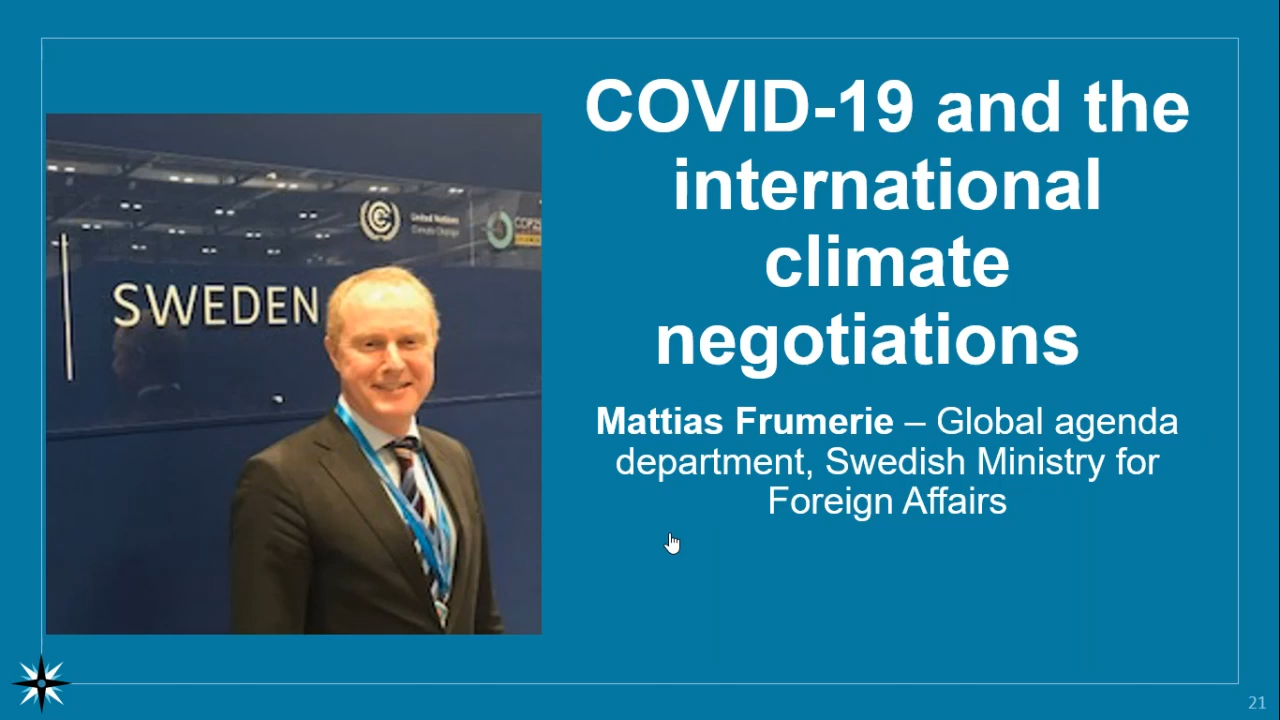 COVID-19 and the
international
climate
negotiations
Mattias Frumerie – Global agenda
department, Swedish Ministry for
Foreign Affairs
United Nations
Climate Change
SWEDEN
21